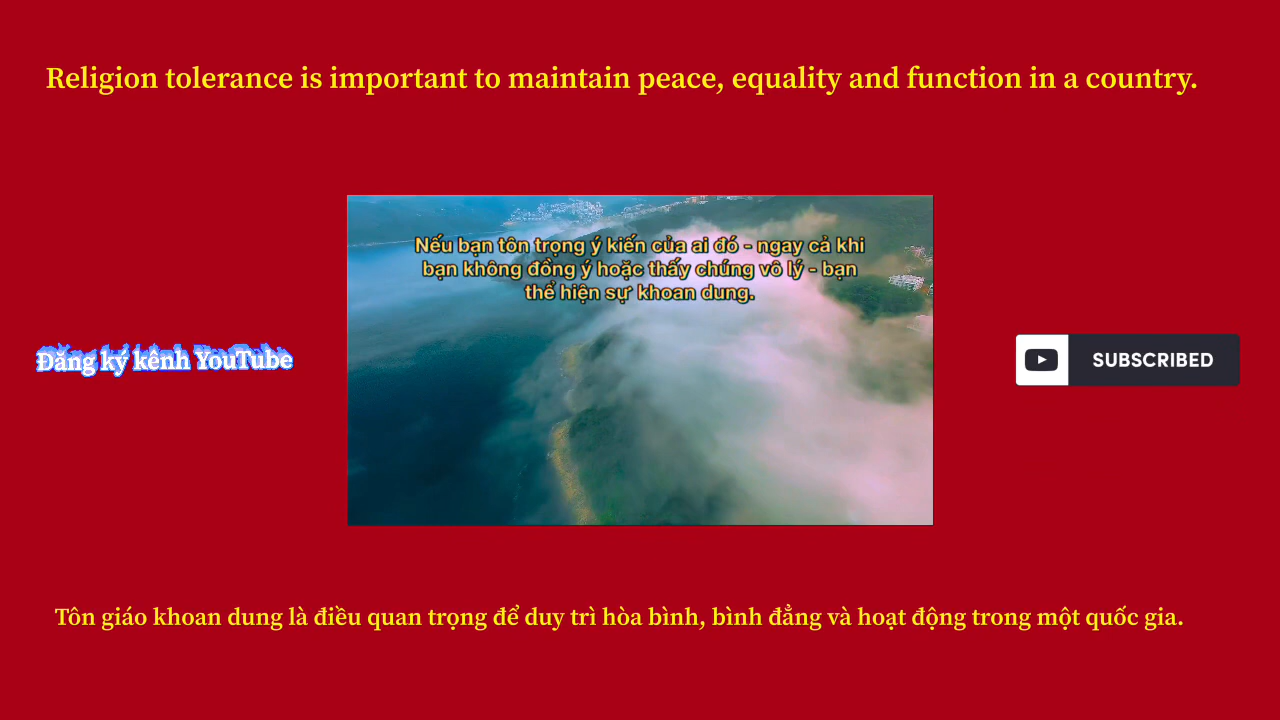 Religion tolerance is important to maintain peace, equality and function in a country.
Nếu bạn tôn trọng ý kiến của ai đó - ngay cả khi
bạn không đồng ý hoặc thấy chúng vô lý - bạn
thể hiện sự khoan dung.
Đăng ký kênh YouTube
SUBSCRIBED
Tôn giáo khoan dung là điều quan trọng để duy trì hòa bình, bình đẳng và hoạt động trong một quốc gia.